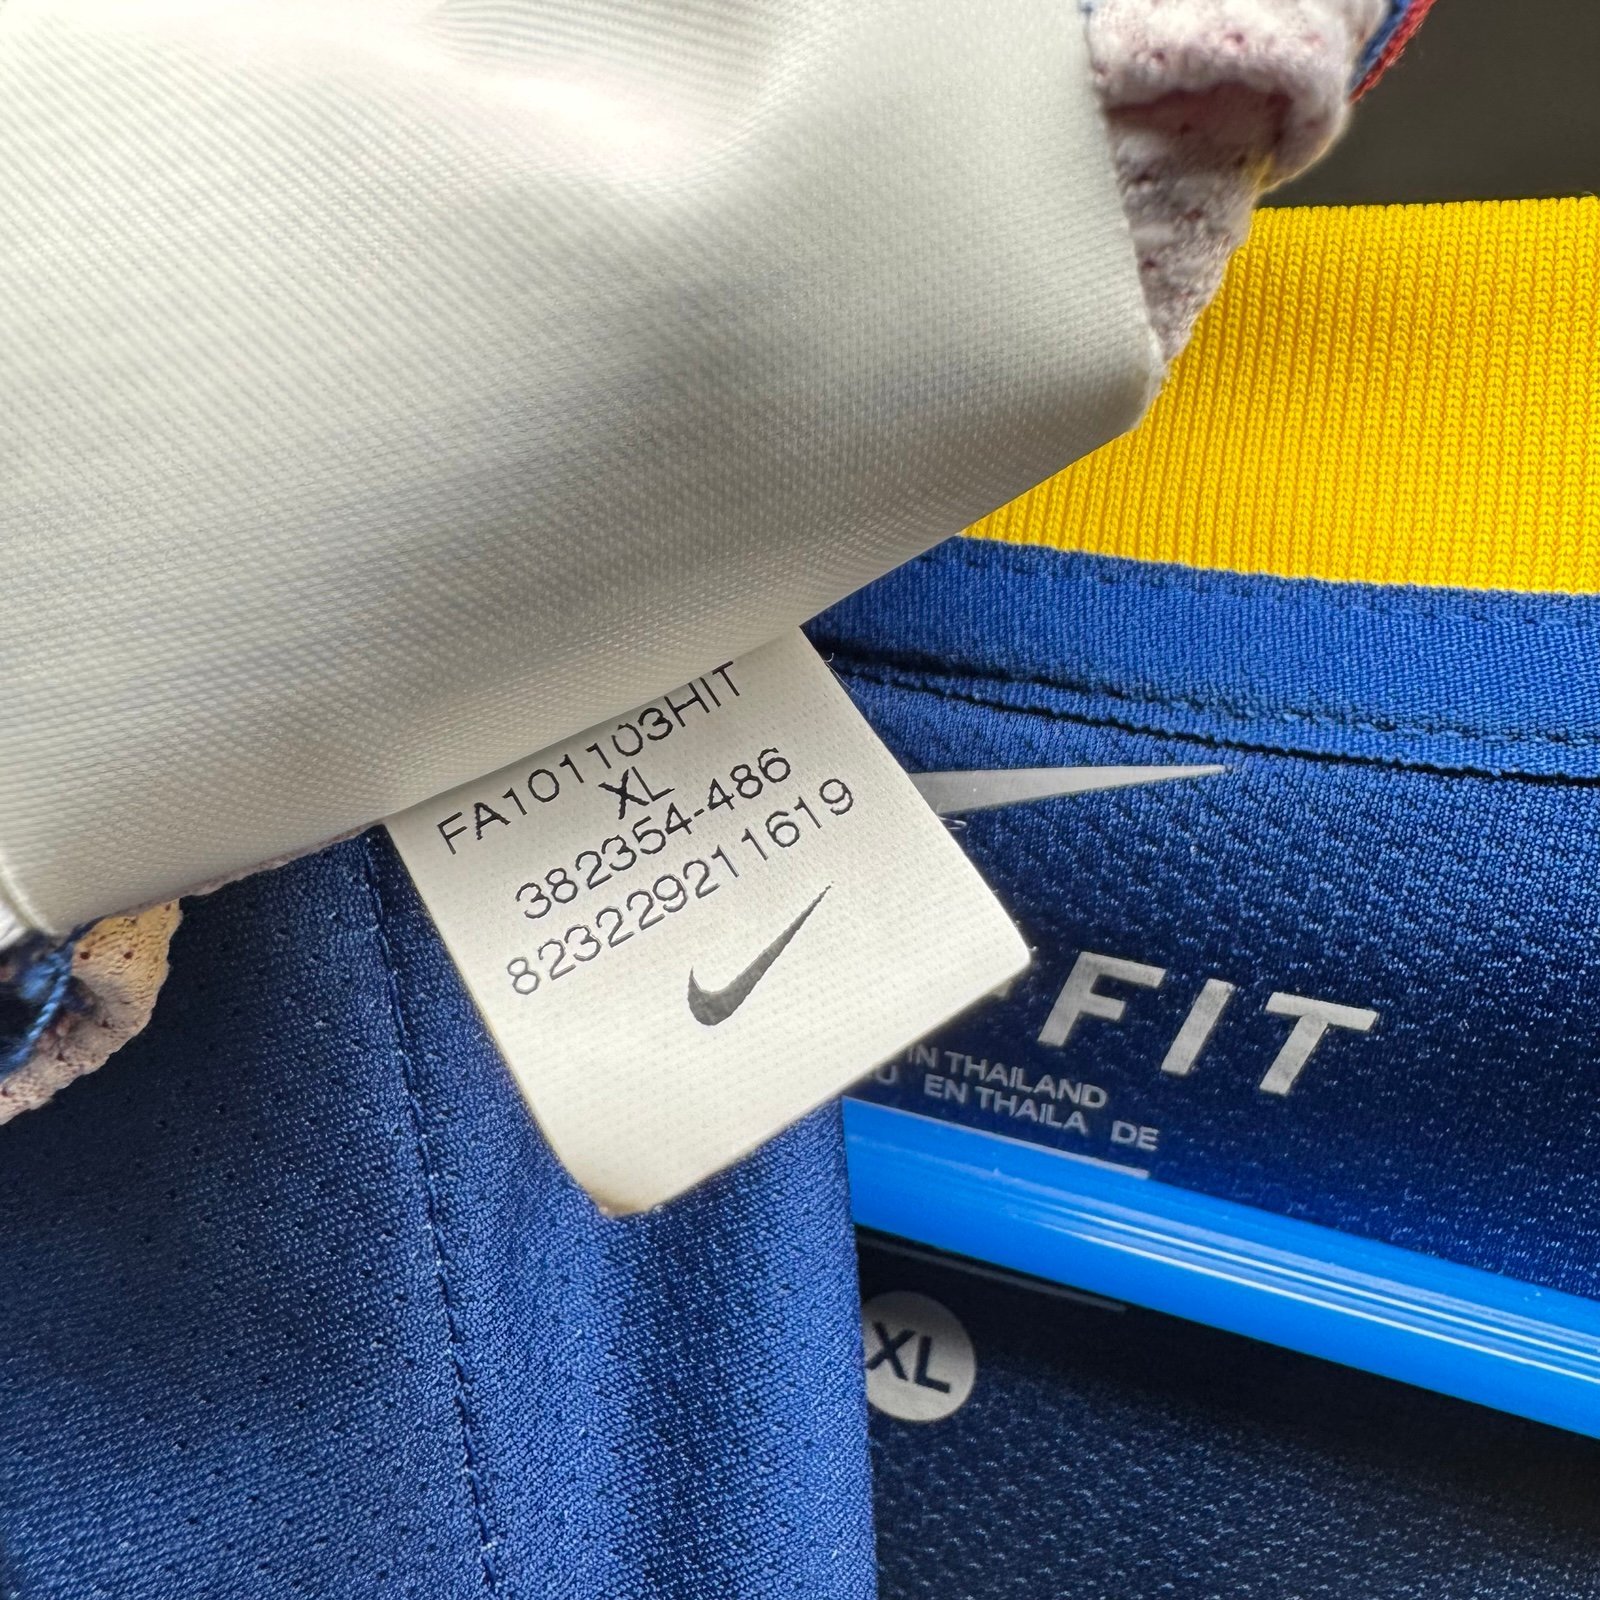 FA101103HIT
XL
382354-486
823229211619
FIT
IN THAILAND
EN THAILA DE
XL